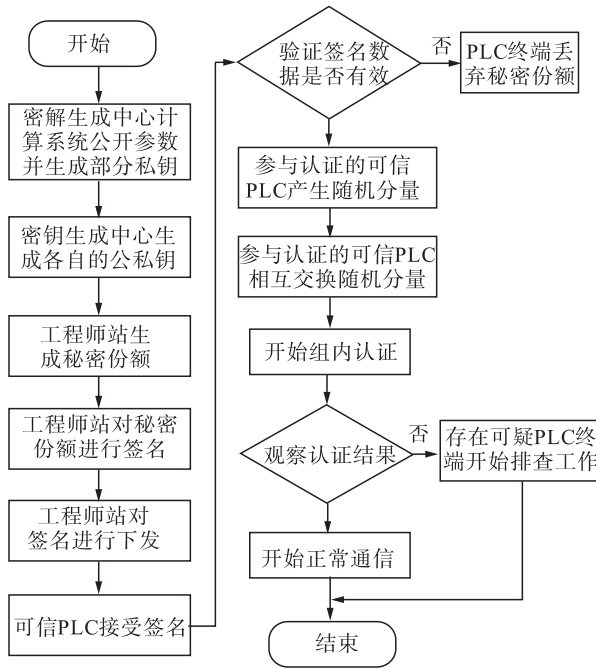 开始
密解生成中心计
算系统公开参数
并生成部分私钥
密钥生成中心生
成各自的公私钥
工程师站生
成秘密份额
工程师站对秘密
份额进行签名
工程师站对
签名进行下发
可信PLC接受签名
验证签名数
据是否有效
否
PLC终端丢
弃秘密份额
参与认证的可信
PLC产生随机分量
参与认证的可信PLC
相互交换随机分量
开始组内认证
观察认证结果
否
存在可疑PLC终
端开始排查工作
开始正常通信
结束